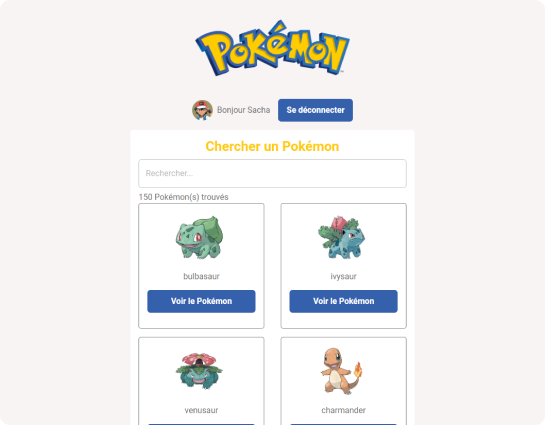 POKéMON
Bonjour Sacha
Se déconnecter
Chercher un Pokémon
Rechercher...
150 Pokémon(s) trouvés
bulbasaur
ivysaur
Voir le Pokémon
Voir le Pokémon
venusaur
charmander